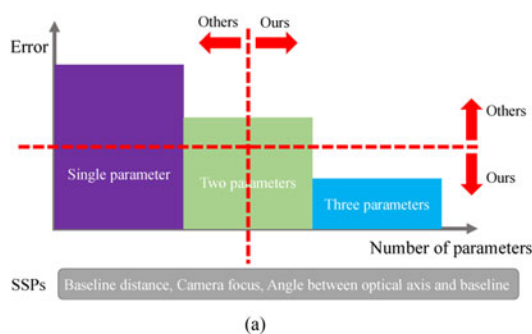 Others Ours
Error
Others
Single parameter
Two parameters
Ours
Three parameters
Number of parameters
SSPs
Baseline distance, Camera focus, Angle between optical axis and baseline
(a)